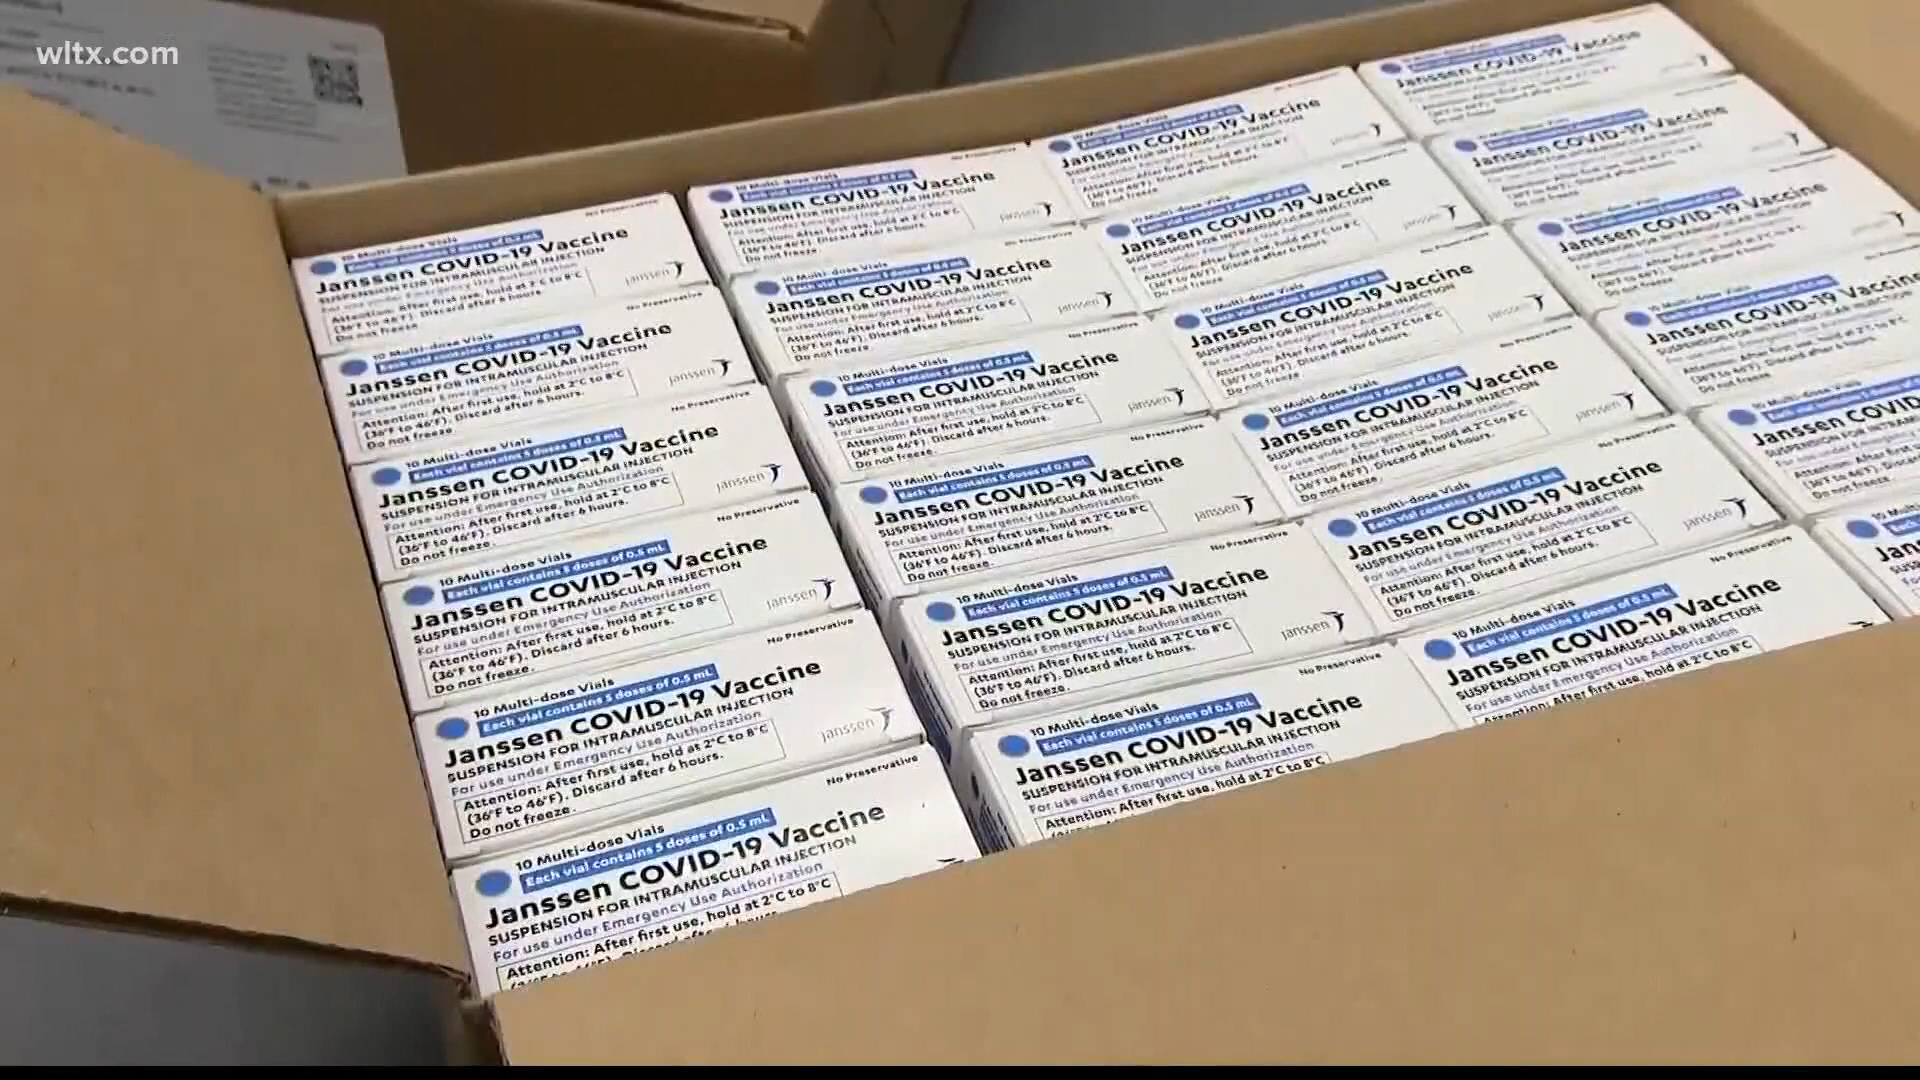 wltx.com
No Preservative
10 Multi-dose Vials
Each vial contains 5 doses of 0.5 mL
Janssen COVID-19 Vaccine
SUSPENSION FOR INTRAMUSCULAR INJECTION
For use under Emergency Use Authorization
Attention: After first use, hold at 2°C to 8°C
(36°F to 46°F). Discard after 6 hours.
Do not freeze.
janssen